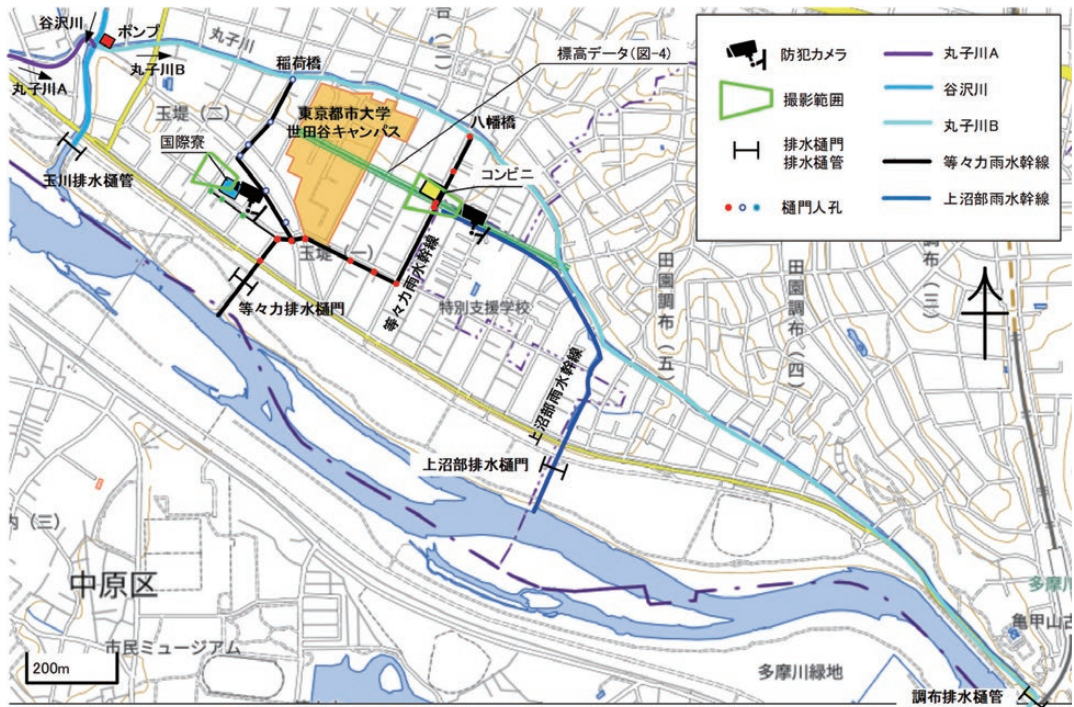 谷沢川
ポンプ
丸子川
丸子川A
丸子川B
稲荷橋
標高データ(図-4)
玉堤(二)
東京都市大学
世田谷キャンパス
八幡橋
国際寮
コンビニ
玉川排水樋管
玉堤(一)
等々力雨水幹線
等々力排水樋門
特別支援学校
田園調布(五)
田園調布(四)
調布(三)
上沼部雨水幹線
上沼部排水樋門
中原区
市民ミュージアム
200m
多摩川緑地
多摩川
亀甲山古
調布排水樋管
防犯カメラ
撮影範囲
排水樋門
排水樋管
樋門人孔
丸子川A
谷沢川
丸子川B
等々力雨水幹線
上沼部雨水幹線